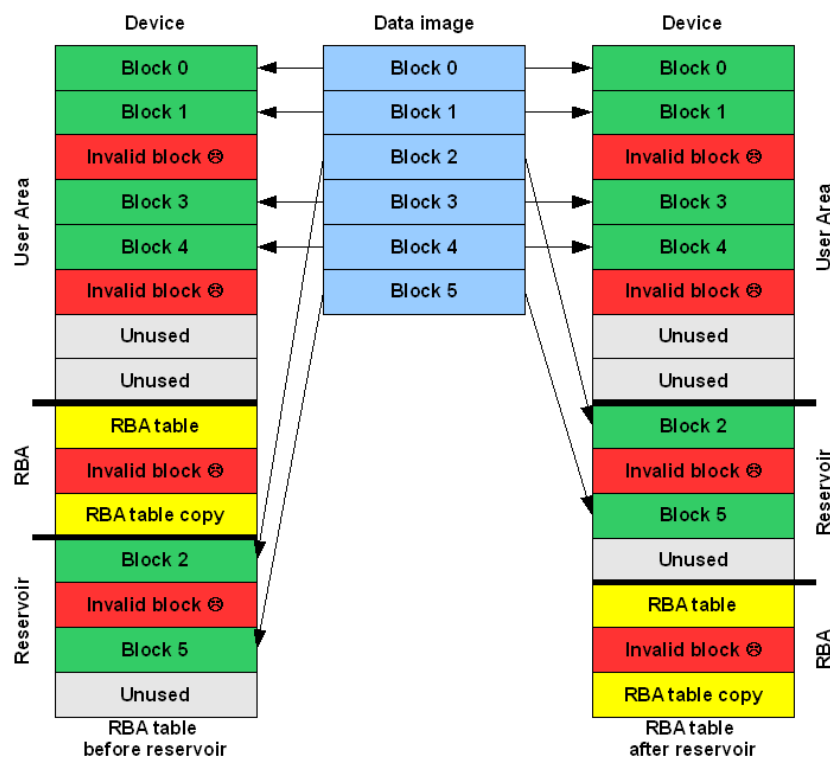 Device
Data image
Device
Block 0
Block 0
Block 0
Block 1
Block 1
Block 1
Invalid block ☹
Block 2
Invalid block ☹
Block 3
Block 3
Block 3
Block 4
Block 4
Block 4
Invalid block ☹
Block 5
Invalid block ☹
Unused
Unused
Unused
Unused
User Area
User Area
RBA table
Block 2
Invalid block ☹
Invalid block ☹
RBA table copy
Block 5
RBA
Reservoir
Block 2
Unused
Invalid block ☹
RBA table
Block 5
Invalid block ☹
Unused
RBA table copy
Reservoir
RBA
RBA table
before reservoir
RBA table
after reservoir